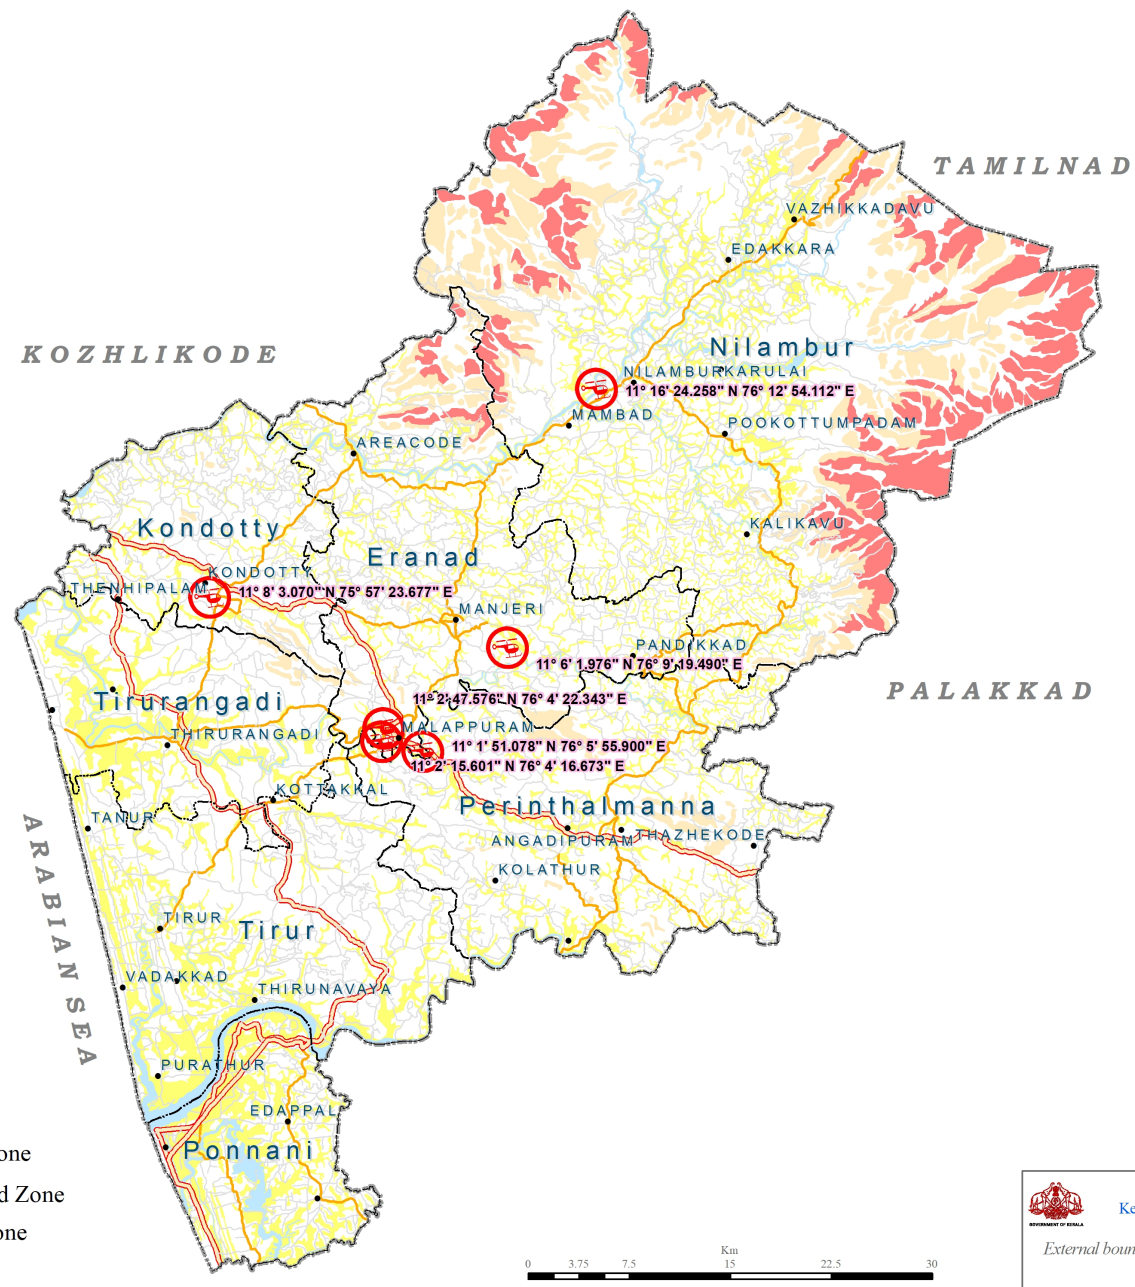 TAMILNAD
VAZHIKKADAVU
EDAKKARA
KOZHLIKODE
Nilambur
NILAMBUR
KARULAI
11° 16' 24.258" N 76° 12' 54.112" E
MAMBAD
POOKOTTUMPADAM
AREACODE
Kondotty
KALIKAVU
Eranad
KONDOTTY
THENHIPALAM
11° 8' 3.070" N 75° 57' 23.677" E
MANJERI
PANDIKKAD
11° 6' 1.976" N 76° 9' 19.490" E
PALAKKAD
Tirurangadi
11° 2' 47.576" N 76° 4' 22.343" E
MALAPPURAM
THIRURANGADI
11° 1' 51.078" N 76° 5' 55.900" E
11° 2' 15.601" N 76° 4' 16.673" E
KOTTAKKAL
Perinthalmanna
TANUR
ARABIAN SEA
ANGADIPURAM
THAZHEKODE
KOLATHUR
TIRUR
Tirur
VADAKKAD
THIRUNAVAYA
PURATHUR
EDAPPAL
Ponnani
one
d Zone
one
Ke
GOVERNMENT OF KERALA
External boun
Km
0 3.75 7.5 15 22.5 30